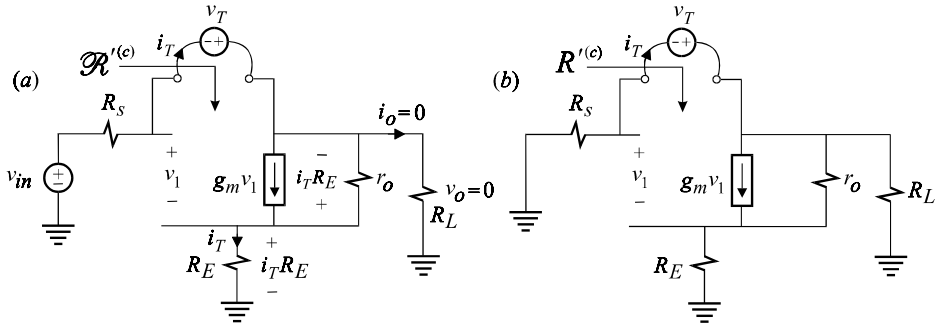 (a)
v_T
i_T
ℛ'^(c)
R_S
v_in
+
v_1
−
g_m v_1
−
i_T R_E
+
r_o
i_o=0
v_o=0
R_L
i_T
R_E
+
i_T R_E
−
(b)
v_T
i_T
R'^(c)
R_S
+
v_1
−
g_m v_1
r_o
R_L
R_E